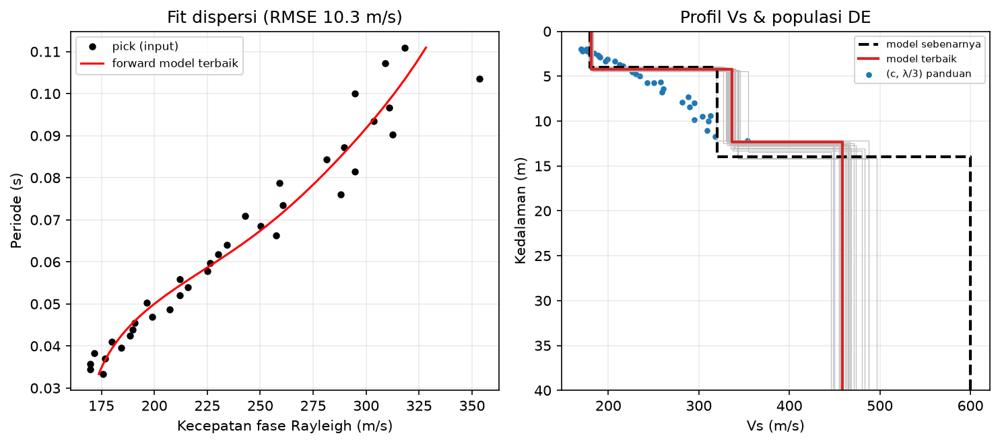 Fit dispersi (RMSE 10.3 m/s)
pick (input)
forward model terbaik
Periode (s)
0.11
0.10
0.09
0.08
0.07
0.06
0.05
0.04
0.03
175 200 225 250 275 300 325 350
Kecepatan fase Rayleigh (m/s)
Profil Vs & populasi DE
model sebenarnya
model terbaik
(c, λ/3) panduan
Kedalaman (m)
0
5
10
15
20
25
30
35
40
200 300 400 500 600
Vs (m/s)